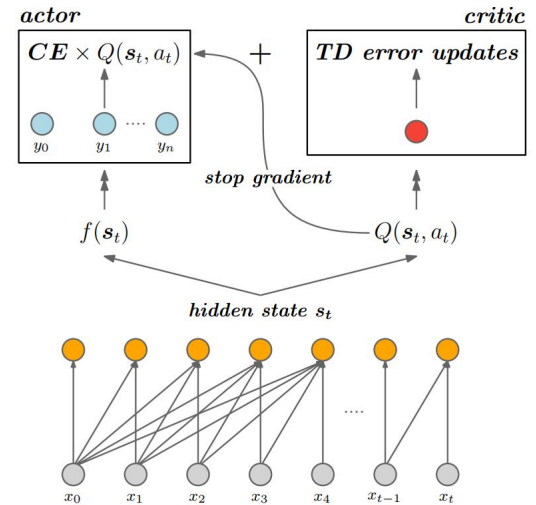 actor critic
CE × Q(s_t, a_t) + TD error updates
y_0 y_1 .... y_n
stop gradient
f(s_t) Q(s_t, a_t)
hidden state s_t
....
x_0 x_1 x_2 x_3 x_4 x_{t−1} x_t